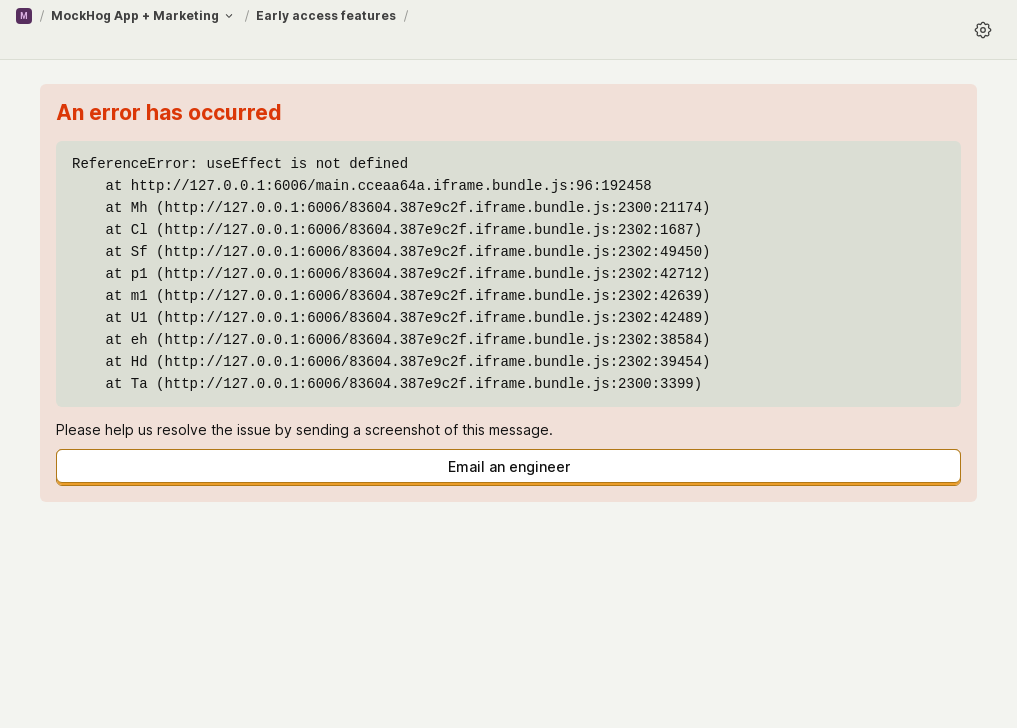 M / MockHog App + Marketing / Early access features /
An error has occurred
ReferenceError: useEffect is not defined
    at http://127.0.0.1:6006/main.cceaa64a.iframe.bundle.js:96:192458
    at Mh (http://127.0.0.1:6006/83604.387e9c2f.iframe.bundle.js:2300:21174)
    at Cl (http://127.0.0.1:6006/83604.387e9c2f.iframe.bundle.js:2302:1687)
    at Sf (http://127.0.0.1:6006/83604.387e9c2f.iframe.bundle.js:2302:49450)
    at p1 (http://127.0.0.1:6006/83604.387e9c2f.iframe.bundle.js:2302:42712)
    at m1 (http://127.0.0.1:6006/83604.387e9c2f.iframe.bundle.js:2302:42639)
    at U1 (http://127.0.0.1:6006/83604.387e9c2f.iframe.bundle.js:2302:42489)
    at eh (http://127.0.0.1:6006/83604.387e9c2f.iframe.bundle.js:2302:38584)
    at Hd (http://127.0.0.1:6006/83604.387e9c2f.iframe.bundle.js:2302:39454)
    at Ta (http://127.0.0.1:6006/83604.387e9c2f.iframe.bundle.js:2300:3399)
Please help us resolve the issue by sending a screenshot of this message.
Email an engineer